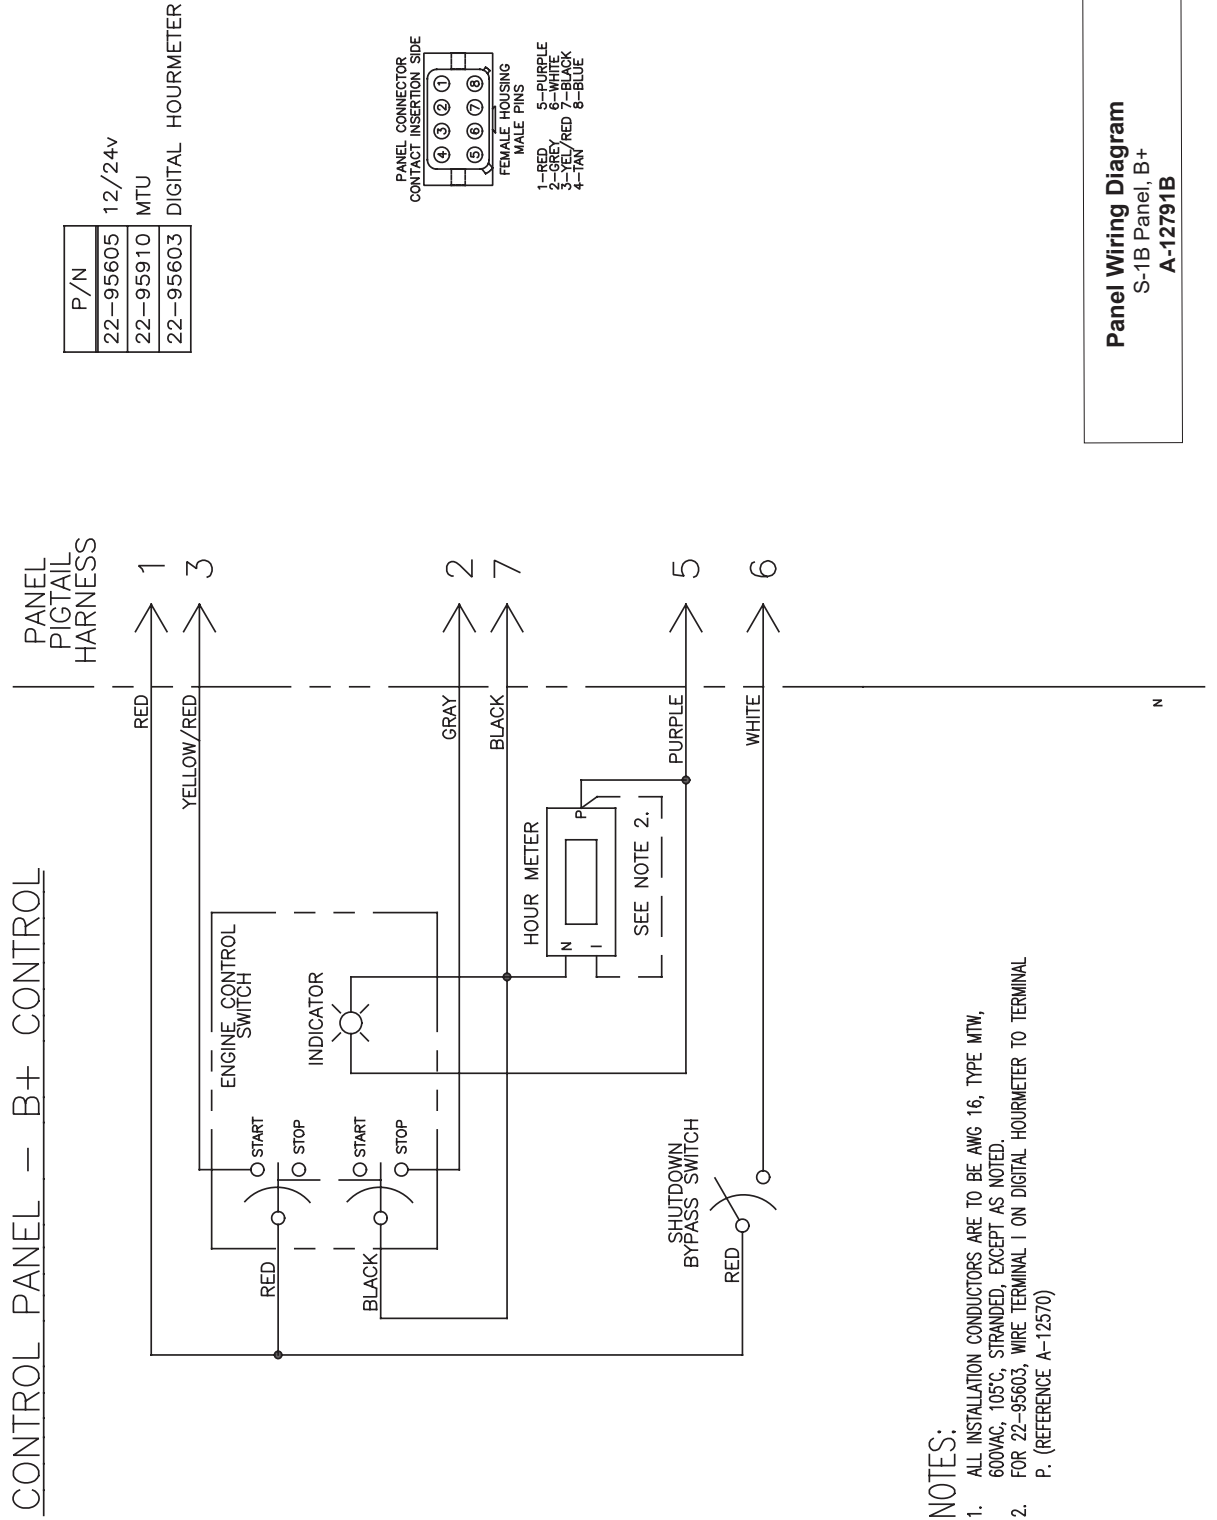 CONTROL PANEL – B+ CONTROL
PANEL
PIGTAIL
HARNESS
P/N
22–95605 12/24v
22–95910 MTU
22–95603 DIGITAL HOURMETER
RED
1
YELLOW/RED
3
ENGINE CONTROL
SWITCH
START
STOP
RED
INDICATOR
START
STOP
BLACK
GRAY
2
BLACK
7
HOUR METER
N
I
P
SEE NOTE 2.
PURPLE
5
SHUTDOWN
BYPASS SWITCH
RED
WHITE
6
PANEL CONNECTOR
CONTACT INSERTION SIDE
4 3 2 1
5 6 7 8
FEMALE HOUSING
MALE PINS
1–RED 5–PURPLE
2–GREY 6–WHITE
3–YEL/RED 7–BLACK
4–TAN 8–BLUE
NOTES:
1. ALL INSTALLATION CONDUCTORS ARE TO BE AWG 16, TYPE MTW,
600VAC, 105°C, STRANDED, EXCEPT AS NOTED.
2. FOR 22–95603, WIRE TERMINAL I ON DIGITAL HOURMETER TO TERMINAL
P. (REFERENCE A–12570)
Panel Wiring Diagram
S-1B Panel, B+
A-12791B
N